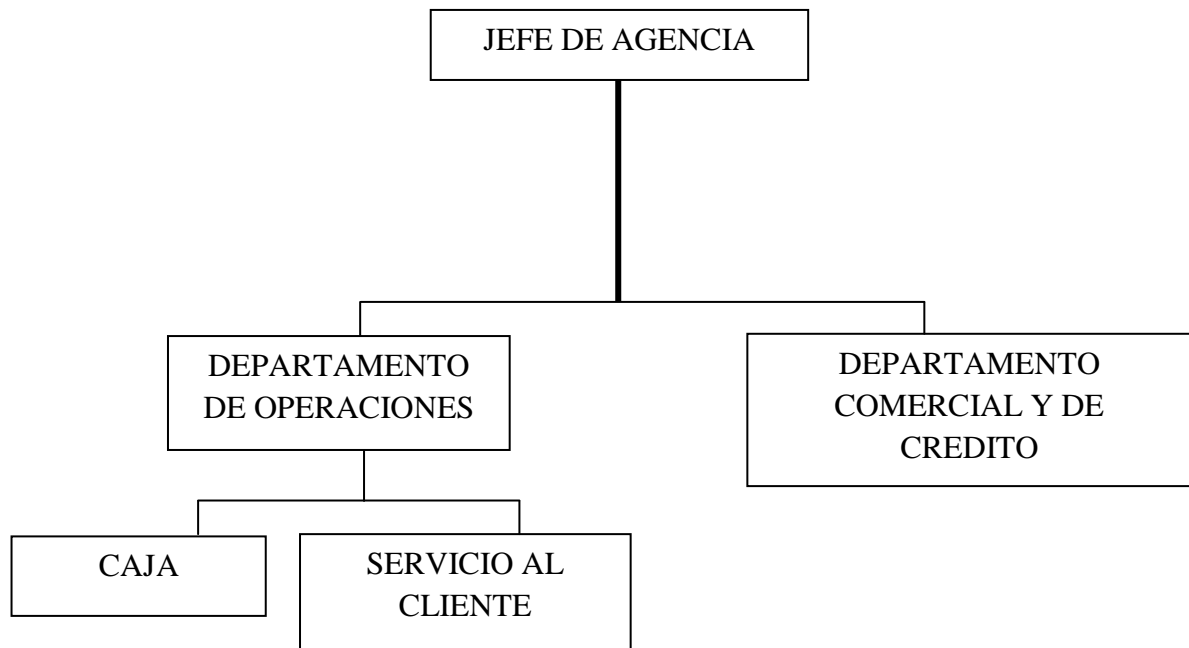 JEFE DE AGENCIA
DEPARTAMENTO
DE OPERACIONES
DEPARTAMENTO
COMERCIAL Y DE
CREDITO
CAJA
SERVICIO AL
CLIENTE